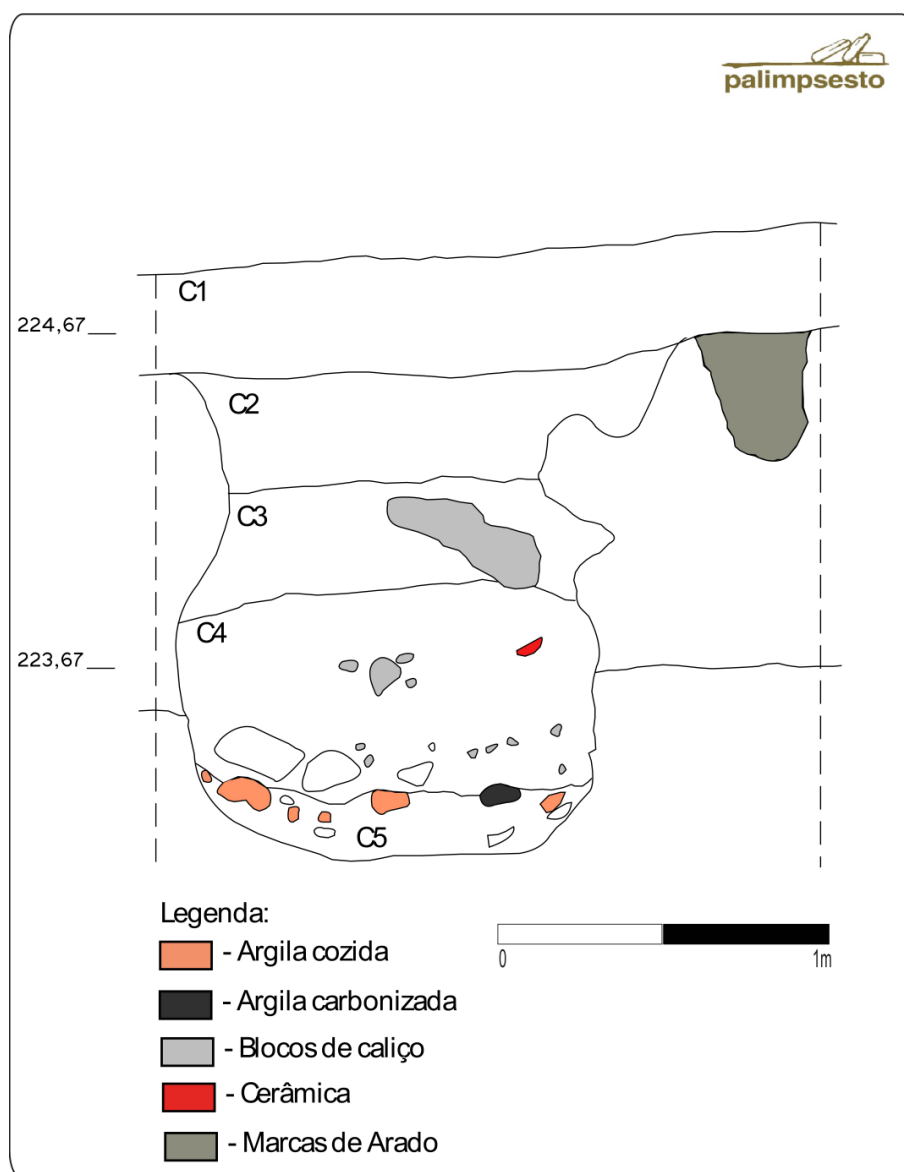 palimpsesto
C1
224,67
C2
C3
C4
223,67
C5
Legenda:
- Argila cozida
0 1m
- Argila carbonizada
- Blocos de caliço
- Cerâmica
- Marcas de Arado